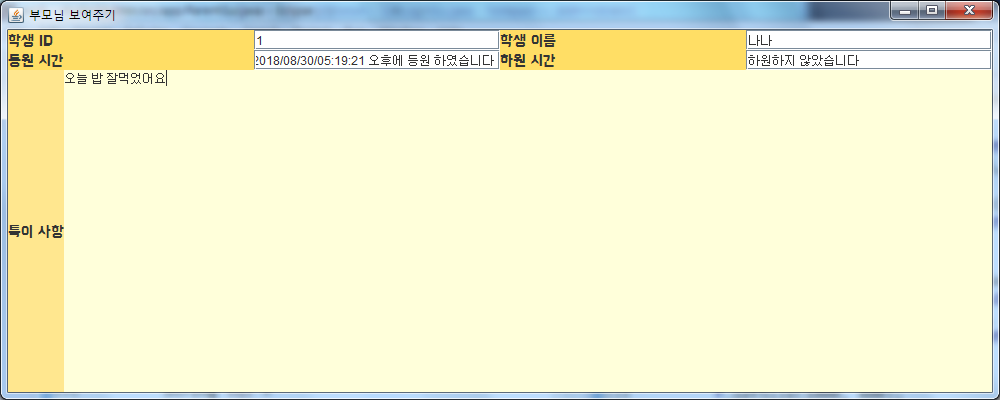 부모님 보여주기
학생 ID 1 학생 이름 나나
등원 시간 2018/08/30/05:19:21 오후에 등원 하였습니다 하원 시간 하원하지 않았습니다
오늘 밥 잘먹었어요
특이 사항